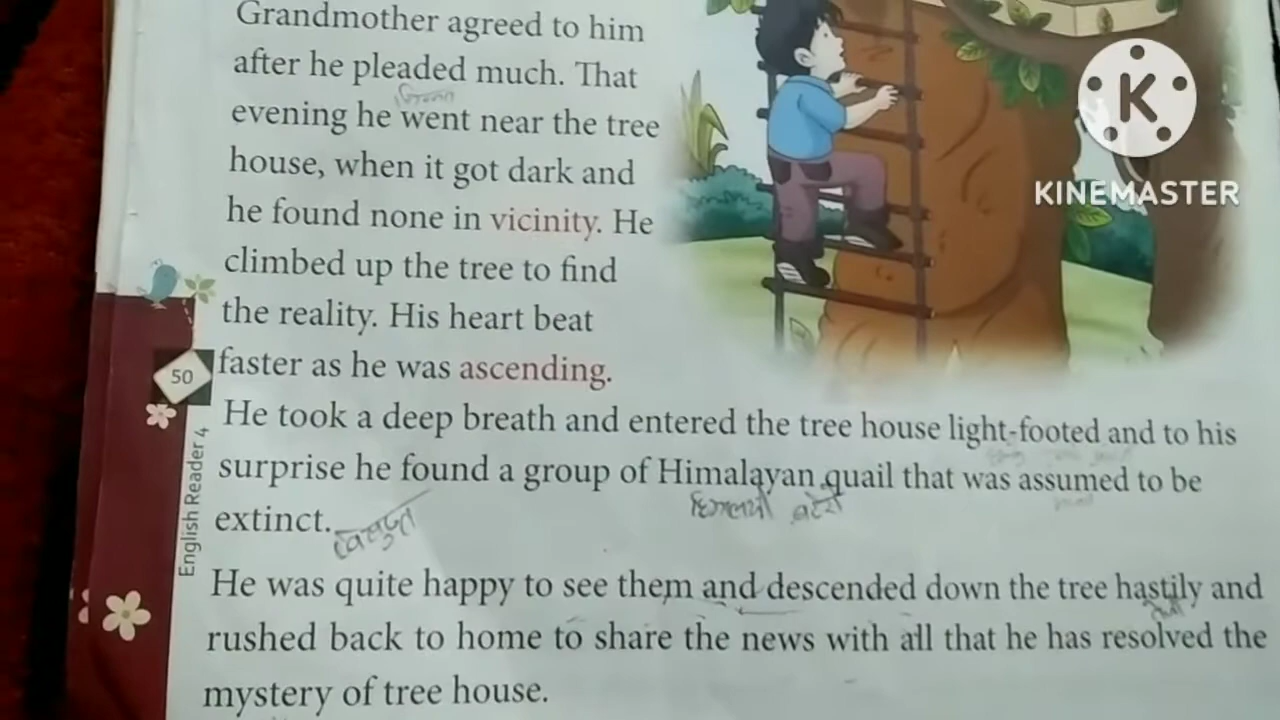 Grandmother agreed to him
after he pleaded much. That
evening he went near the tree
house, when it got dark and
he found none in vicinity. He
climbed up the tree to find
the reality. His heart beat
faster as he was ascending.
He took a deep breath and entered the tree house light-footed and to his
surprise he found a group of Himalayan quail that was assumed to be
extinct.
He was quite happy to see them and descended down the tree hastily and
rushed back to home to share the news with all that he has resolved the
mystery of tree house.
50
English Reader 4
K
KINEMASTER